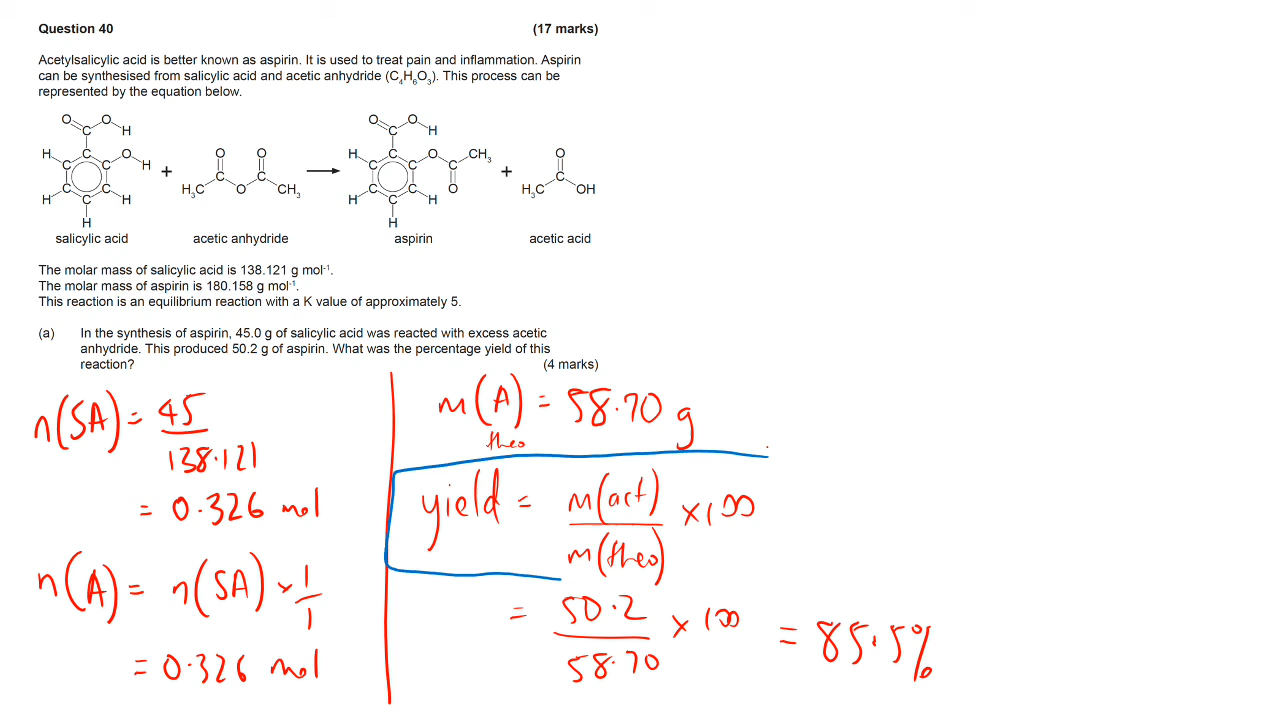 Question 40 (17 marks)
Acetylsalicylic acid is better known as aspirin. It is used to treat pain and inflammation. Aspirin
can be synthesised from salicylic acid and acetic anhydride (C₄H₆O₃). This process can be
represented by the equation below.
O O H
C
H C O H
C C
C C
H C H
H
+
O O
C C
H₃C O CH₃
O O H
C
H C O CH₃
C C C
C C O
H C H
H
+
O
C
H₃C OH
salicylic acid acetic anhydride aspirin acetic acid
The molar mass of salicylic acid is 138.121 g mol⁻¹.
The molar mass of aspirin is 180.158 g mol⁻¹.
This reaction is an equilibrium reaction with a K value of approximately 5.
(a) In the synthesis of aspirin, 45.0 g of salicylic acid was reacted with excess acetic
anhydride. This produced 50.2 g of aspirin. What was the percentage yield of this
reaction? (4 marks)
n(SA) = 45
138.121
= 0.326 mol
n(A) = n(SA) × 1
1
= 0.326 mol
m(A) = 58.70 g
theo
yield = m(act) × 100
m(theo)
= 50.2 × 100 = 85.5%
58.70